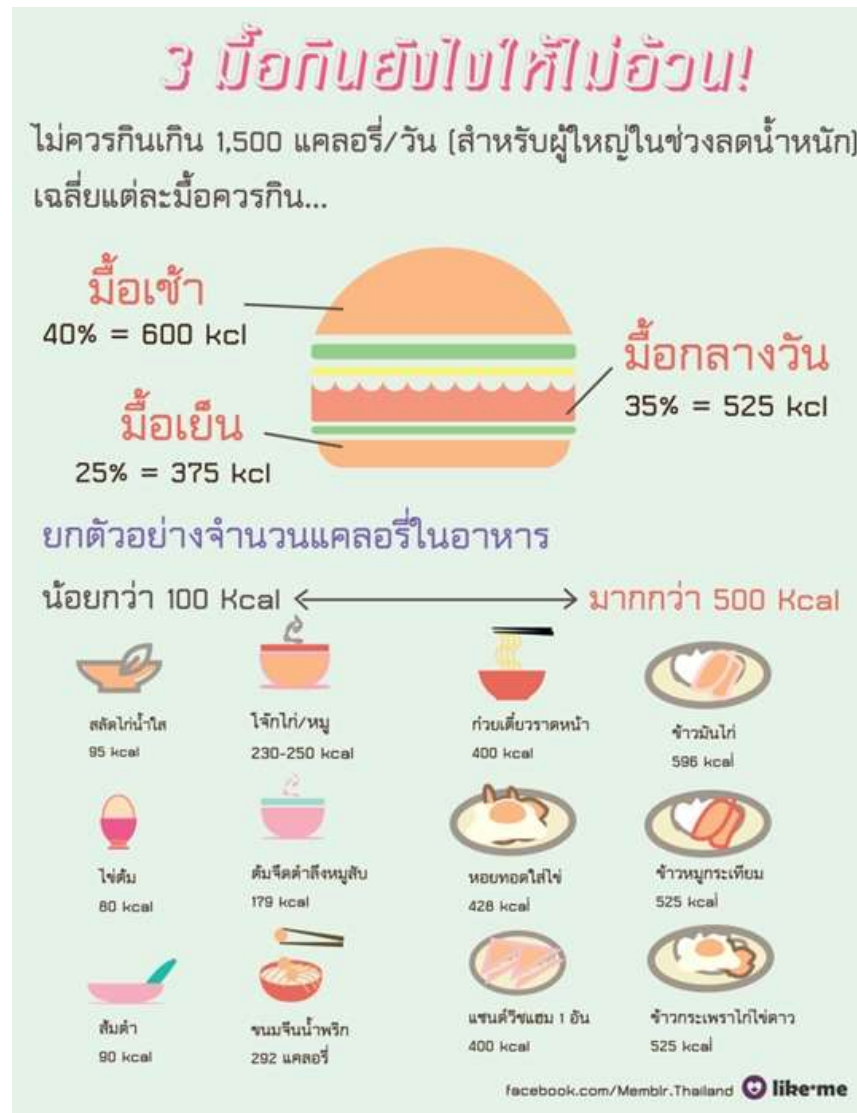 3 มื้อกินยังไงให้ไม่อ้วน!
ไม่ควรกินเกิน 1,500 แคลอรี่/วัน (สำหรับผู้ใหญ่ในช่วงลดน้ำหนัก)
เฉลี่ยแต่ละมื้อควรกิน...
มื้อเช้า
40% = 600 kcl
มื้อกลางวัน
35% = 525 kcl
มื้อเย็น
25% = 375 kcl
ยกตัวอย่างจำนวนแคลอรี่ในอาหาร
น้อยกว่า 100 Kcal
มากกว่า 500 Kcal
สลัดไก่น้ำใส
95 kcal
โจ๊กไก่/หมู
230-250 kcal
ก๋วยเตี๋ยวราดหน้า
400 kcal
ข้าวมันไก่
596 kcal
ไข่ต้ม
80 kcal
ต้มจืดตำลึงหมูสับ
179 kcal
หอยทอดใส่ไข่
428 kcal
ข้าวหมูกระเทียม
525 kcal
ส้มตำ
90 kcal
ขนมจีนน้ำพริก
292 แคลอรี่
แซนด์วิชแฮม 1 อัน
400 kcal
ข้าวกระเพราไก่ไข่ดาว
525 kcal
facebook.com/Memblr.Thailand like·me